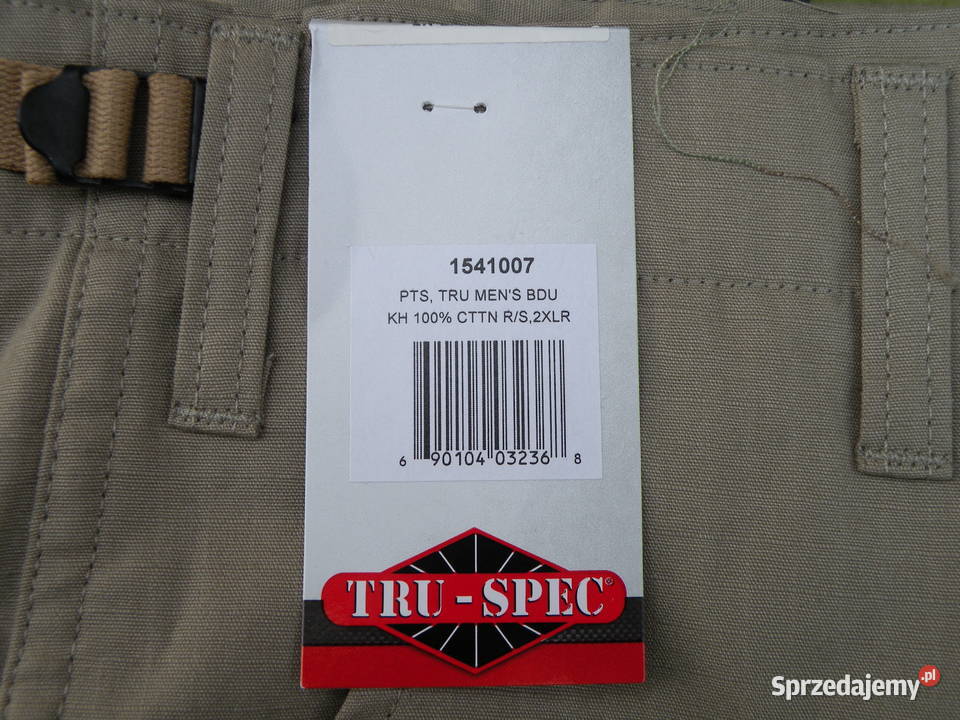 1541007
PTS, TRU MEN'S BDU
KH 100% CTTN R/S,2XLR
6 90104 03236 8
TRU-SPEC®
Sprzedajemy.pl